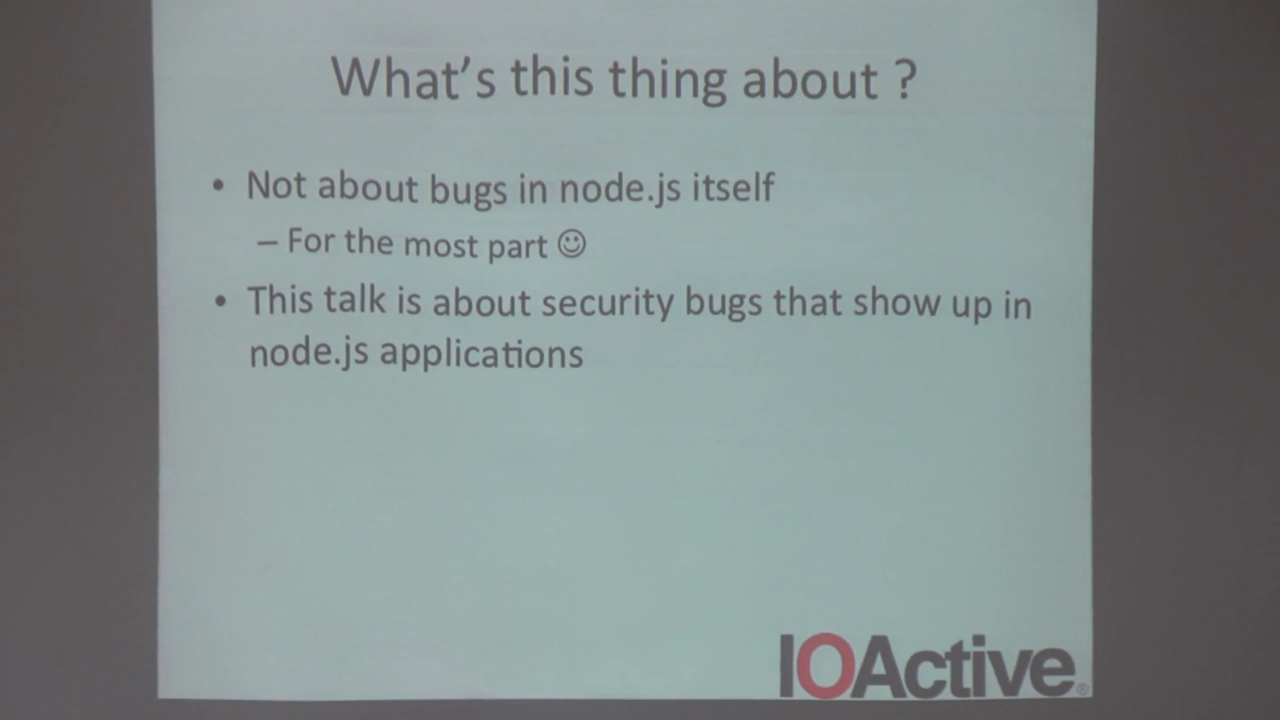 What's this thing about ?
• Not about bugs in node.js itself
– For the most part ☺
• This talk is about security bugs that show up in
node.js applications
IOActive®